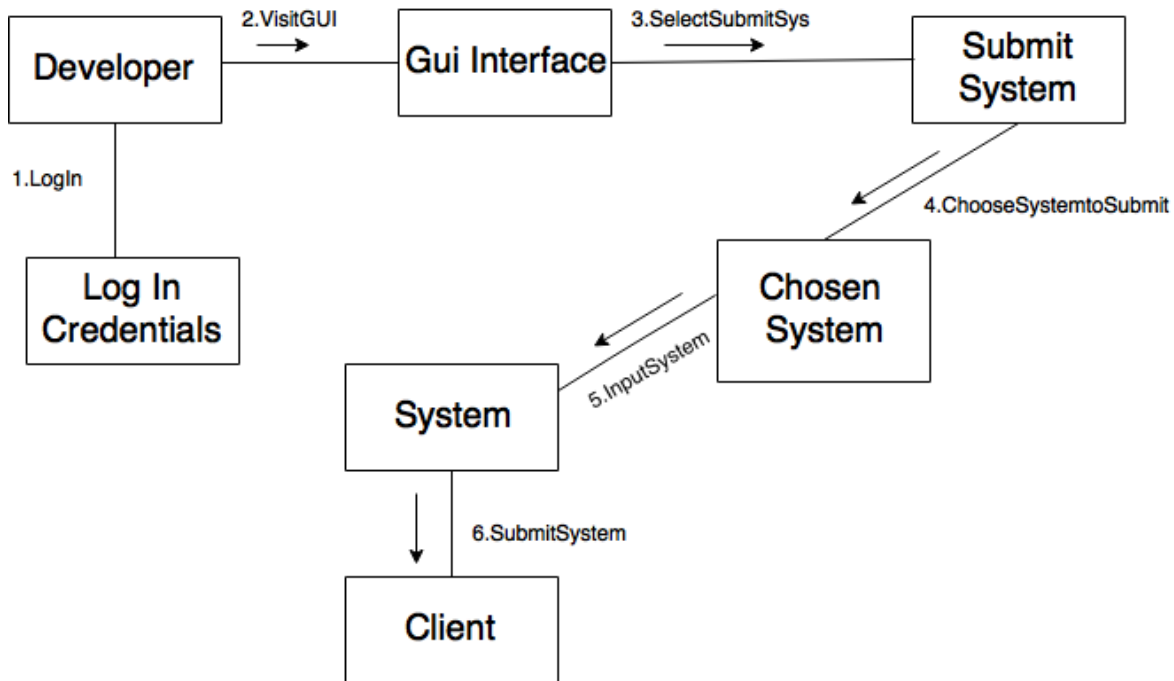 2.VisitGUI
3.SelectSubmitSys
Developer
Gui Interface
Submit
System
1.LogIn
4.ChooseSystemtoSubmit
Log In
Credentials
Chosen
System
5.InputSystem
System
6.SubmitSystem
Client